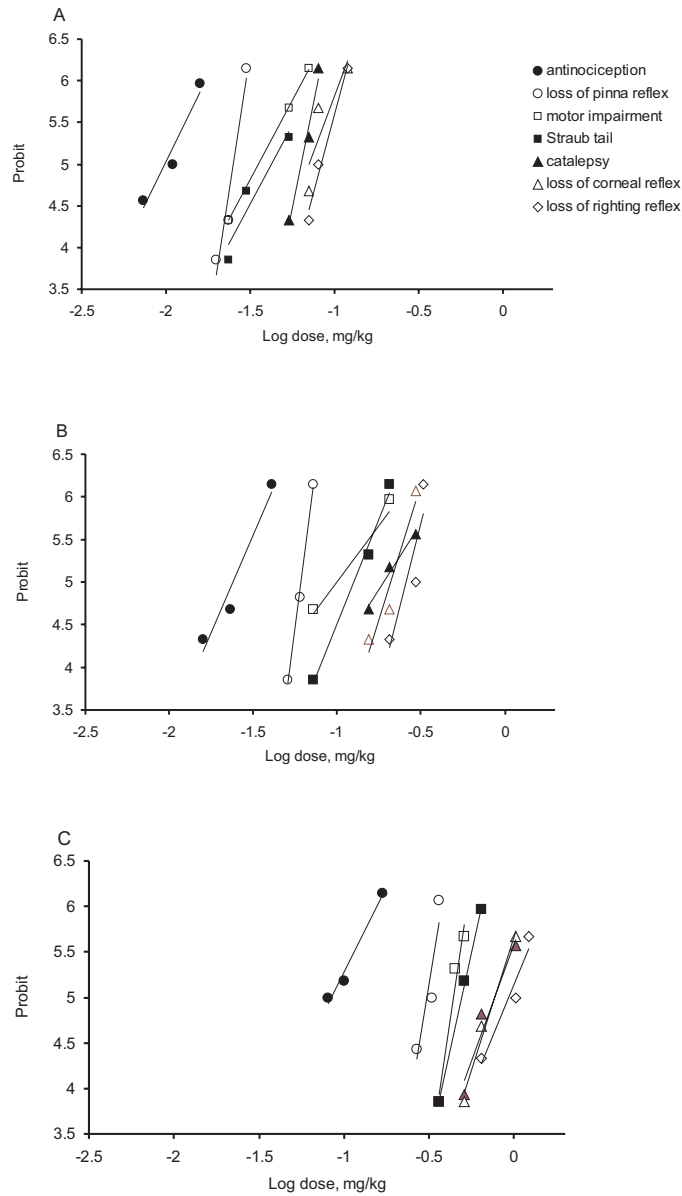 A
6.5
6
5.5
5
4.5
4
3.5
Probit
-2.5 -2 -1.5 -1 -0.5 0
Log dose, mg/kg
antinociception
loss of pinna reflex
motor impairment
Straub tail
catalepsy
loss of corneal reflex
loss of righting reflex
B
6.5
6
5.5
5
4.5
4
3.5
Probit
-2.5 -2 -1.5 -1 -0.5 0
Log dose, mg/kg
C
6.5
6
5.5
5
4.5
4
3.5
Probit
-2.5 -2 -1.5 -1 -0.5 0
Log dose, mg/kg